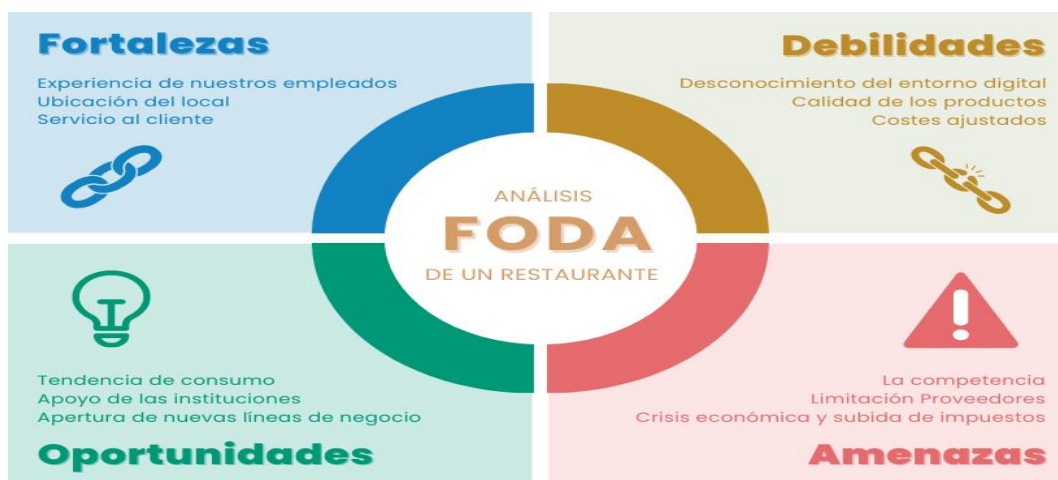 Fortalezas
Experiencia de nuestros empleados
Ubicación del local
Servicio al cliente
Debilidades
Desconocimiento del entorno digital
Calidad de los productos
Costes ajustados
ANÁLISIS
FODA
DE UN RESTAURANTE
Tendencia de consumo
Apoyo de las instituciones
Apertura de nuevas líneas de negocio
Oportunidades
La competencia
Limitación Proveedores
Crisis económica y subida de impuestos
Amenazas